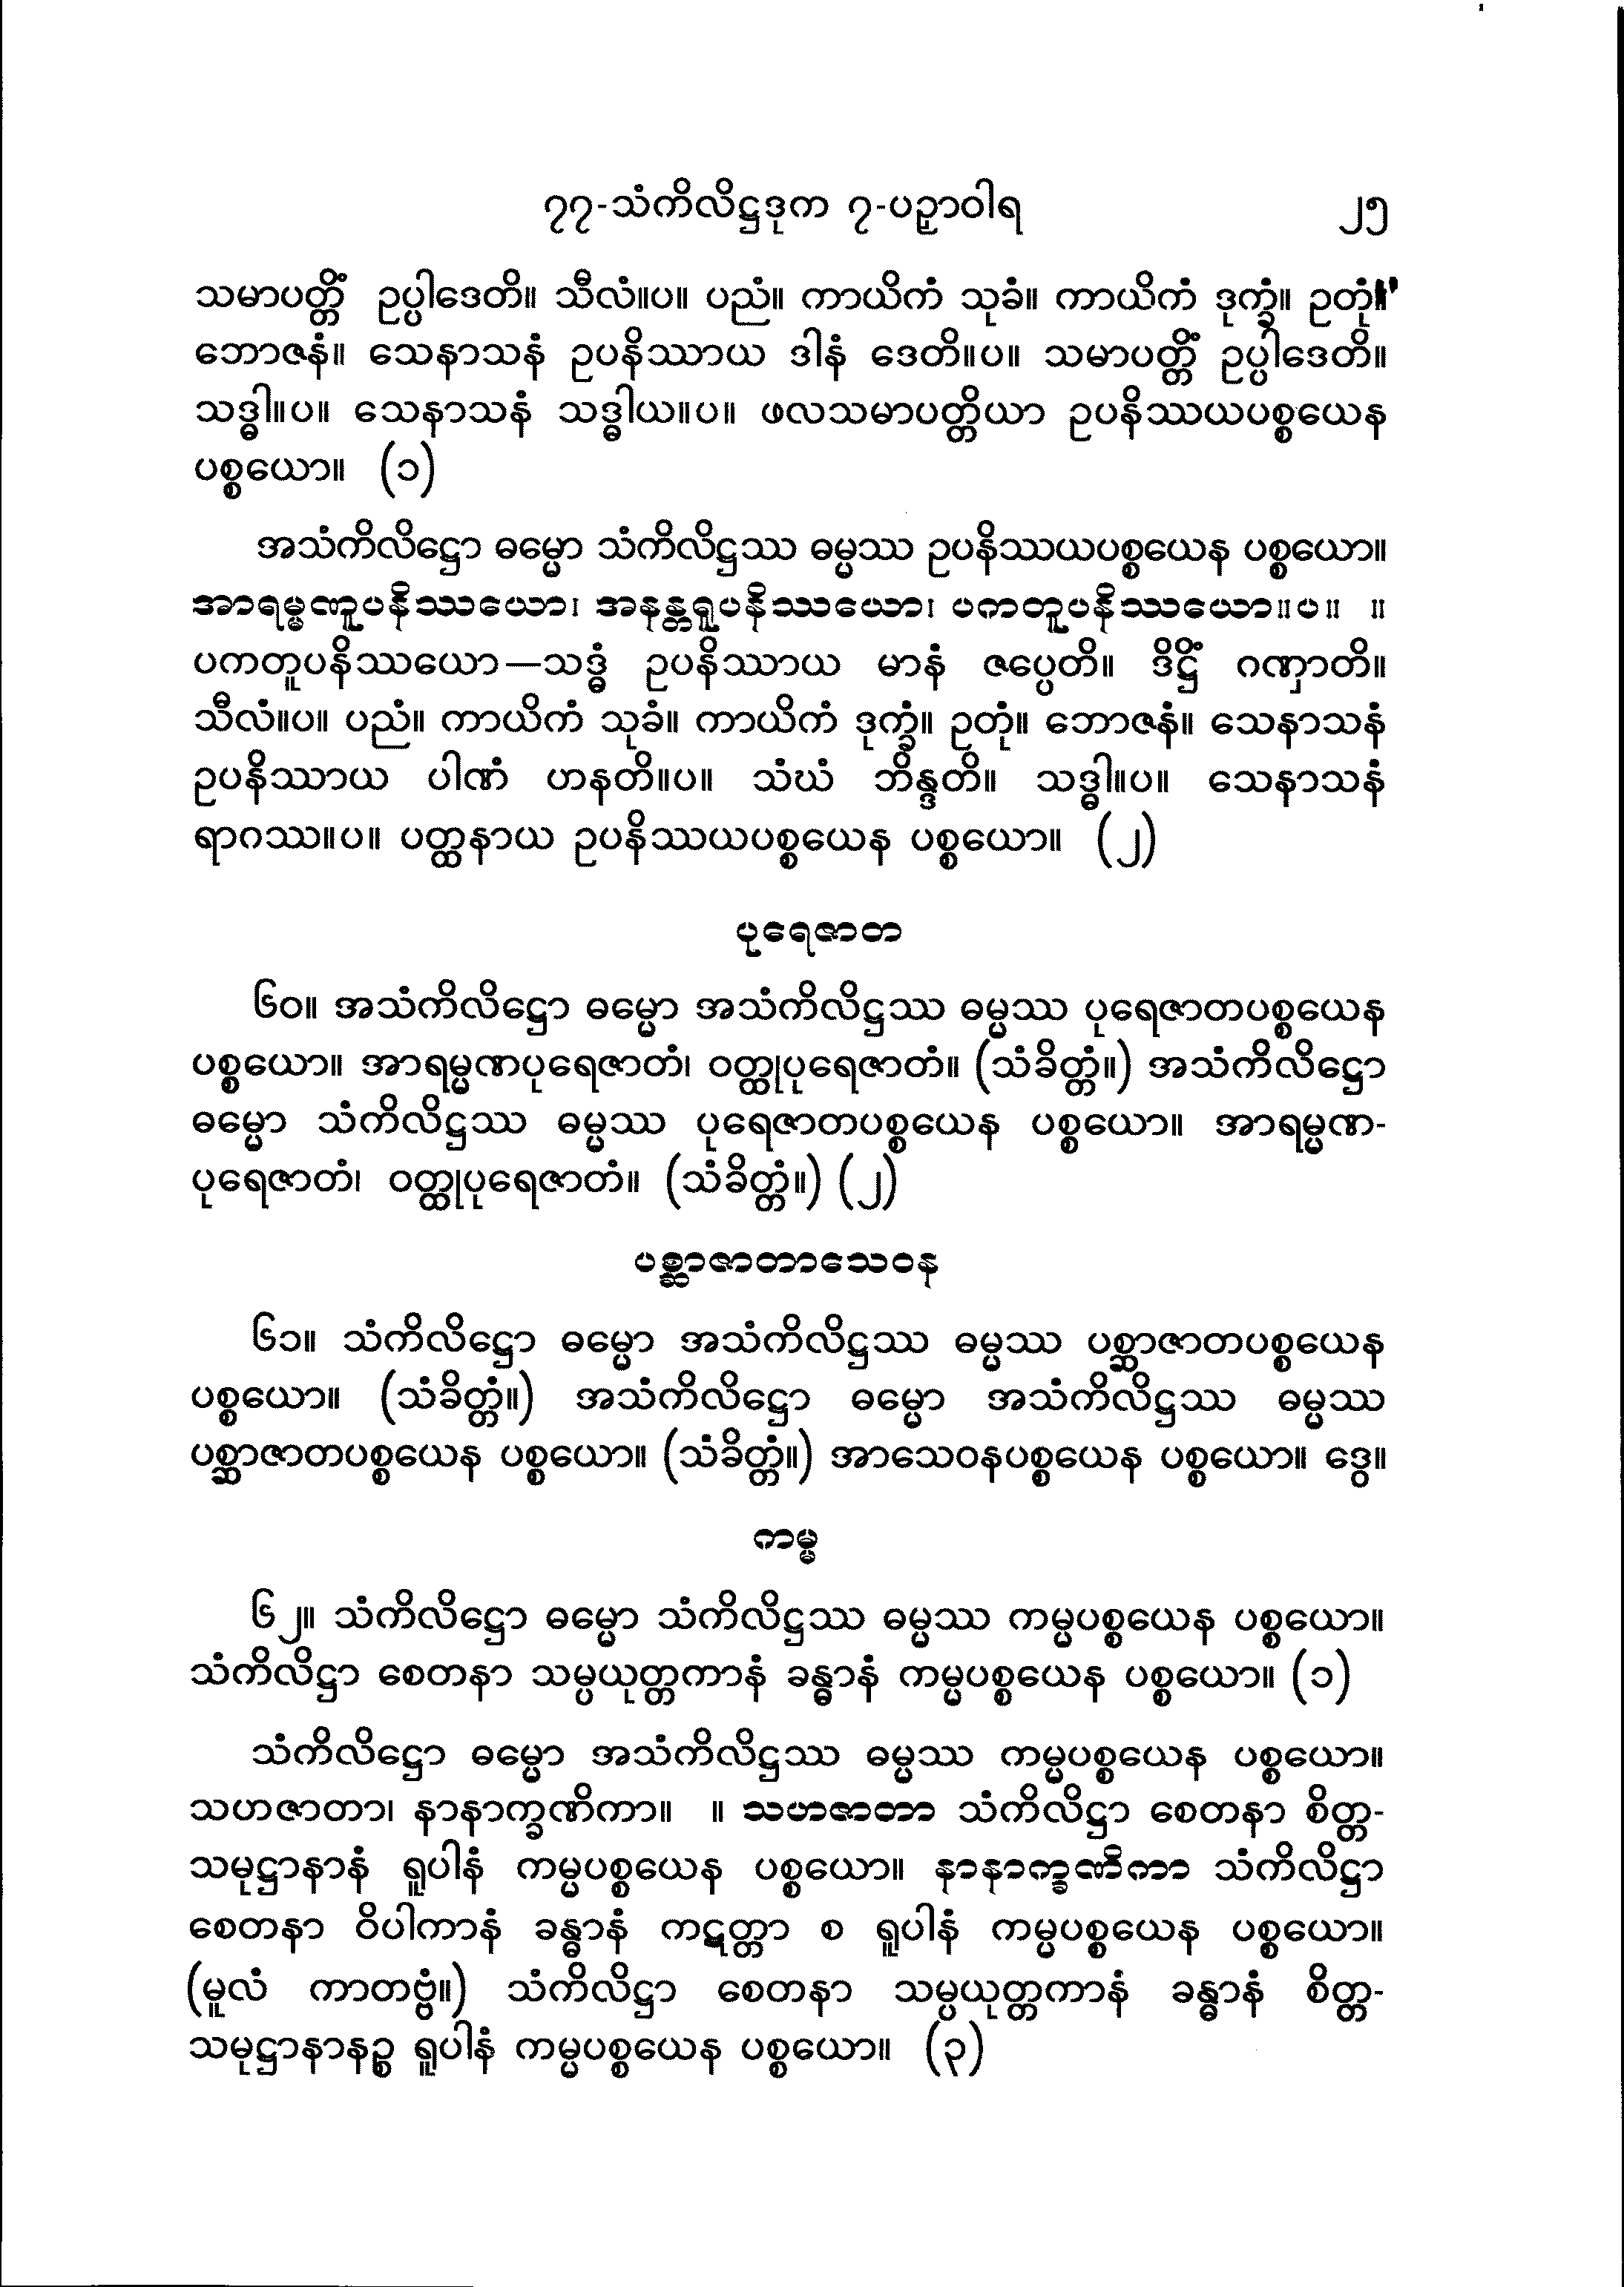 ၇၇-သံကိလိဋ္ဌဒုက ၇-ပဉှာဝါရ ၂၅
သမာပတ္တိံ ဥပ္ပါဒေတိ။ သီလံ။ပ။ ပညံ။ ကာယိကံ သုခံ။ ကာယိကံ ဒုက္ခံ။ ဥတုံ။
ဘောဇနံ။ သေနာသနံ ဥပနိဿာယ ဒါနံ ဒေတိ။ပ။ သမာပတ္တိံ ဥပ္ပါဒေတိ။
သဒ္ဓါ။ပ။ သေနာသနံ သဒ္ဓါယ။ပ။ ဖလသမာပတ္တိယာ ဥပနိဿယပစ္စယေန
ပစ္စယော။ (၁)
အသံကိလိဋ္ဌော ဓမ္မော သံကိလိဋ္ဌဿ ဓမ္မဿ ဥပနိဿယပစ္စယေန ပစ္စယော။
အာရမ္မဏူပနိဿယော၊ အနန္တရူပနိဿယော၊ ပကတူပနိဿယော။ပ။ ။
ပကတူပနိဿယော—သဒ္ဓံ ဥပနိဿာယ မာနံ ဇပ္ပေတိ။ ဒိဋ္ဌိံ ဂဏှာတိ။
သီလံ။ပ။ ပညံ။ ကာယိကံ သုခံ။ ကာယိကံ ဒုက္ခံ။ ဥတုံ။ ဘောဇနံ။ သေနာသနံ
ဥပနိဿာယ ပါဏံ ဟနတိ။ပ။ သံဃံ ဘိန္ဒတိ။ သဒ္ဓါ။ပ။ သေနာသနံ
ရာဂဿ။ပ။ ပတ္ထနာယ ဥပနိဿယပစ္စယေန ပစ္စယော။ (၂)
ပုရေဇာတ
၆၀။ အသံကိလိဋ္ဌော ဓမ္မော အသံကိလိဋ္ဌဿ ဓမ္မဿ ပုရေဇာတပစ္စယေန
ပစ္စယော။ အာရမ္မဏပုရေဇာတံ၊ ဝတ္ထုပုရေဇာတံ။ (သံခိတ္တံ။) အသံကိလိဋ္ဌော
ဓမ္မော သံကိလိဋ္ဌဿ ဓမ္မဿ ပုရေဇာတပစ္စယေန ပစ္စယော။ အာရမ္မဏ-
ပုရေဇာတံ၊ ဝတ္ထုပုရေဇာတံ။ (သံခိတ္တံ။) (၂)
ပစ္ဆာဇာတာသေဝန
၆၁။ သံကိလိဋ္ဌော ဓမ္မော အသံကိလိဋ္ဌဿ ဓမ္မဿ ပစ္ဆာဇာတပစ္စယေန
ပစ္စယော။ (သံခိတ္တံ။) အသံကိလိဋ္ဌော ဓမ္မော အသံကိလိဋ္ဌဿ ဓမ္မဿ
ပစ္ဆာဇာတပစ္စယေန ပစ္စယော။ (သံခိတ္တံ။) အာသေဝနပစ္စယေန ပစ္စယော။ ဒွေ။
ကမ္မ
၆၂။ သံကိလိဋ္ဌော ဓမ္မော သံကိလိဋ္ဌဿ ဓမ္မဿ ကမ္မပစ္စယေန ပစ္စယော။
သံကိလိဋ္ဌာ စေတနာ သမ္ပယုတ္တကာနံ ခန္ဓာနံ ကမ္မပစ္စယေန ပစ္စယော။ (၁)
သံကိလိဋ္ဌော ဓမ္မော အသံကိလိဋ္ဌဿ ဓမ္မဿ ကမ္မပစ္စယေန ပစ္စယော။
သဟဇာတာ၊ နာနာက္ခဏိကာ။ ။ သဟဇာတာ သံကိလိဋ္ဌာ စေတနာ စိတ္တ-
သမုဋ္ဌာနာနံ ရူပါနံ ကမ္မပစ္စယေန ပစ္စယော။ နာနာက္ခဏိကာ သံကိလိဋ္ဌာ
စေတနာ ဝိပါကာနံ ခန္ဓာနံ ကဋတ္တာ စ ရူပါနံ ကမ္မပစ္စယေန ပစ္စယော။
(မူလံ ကာတဗ္ဗံ။) သံကိလိဋ္ဌာ စေတနာ သမ္ပယုတ္တကာနံ ခန္ဓာနံ စိတ္တ-
သမုဋ္ဌာနာနဉ္စ ရူပါနံ ကမ္မပစ္စယေန ပစ္စယော။ (၃)